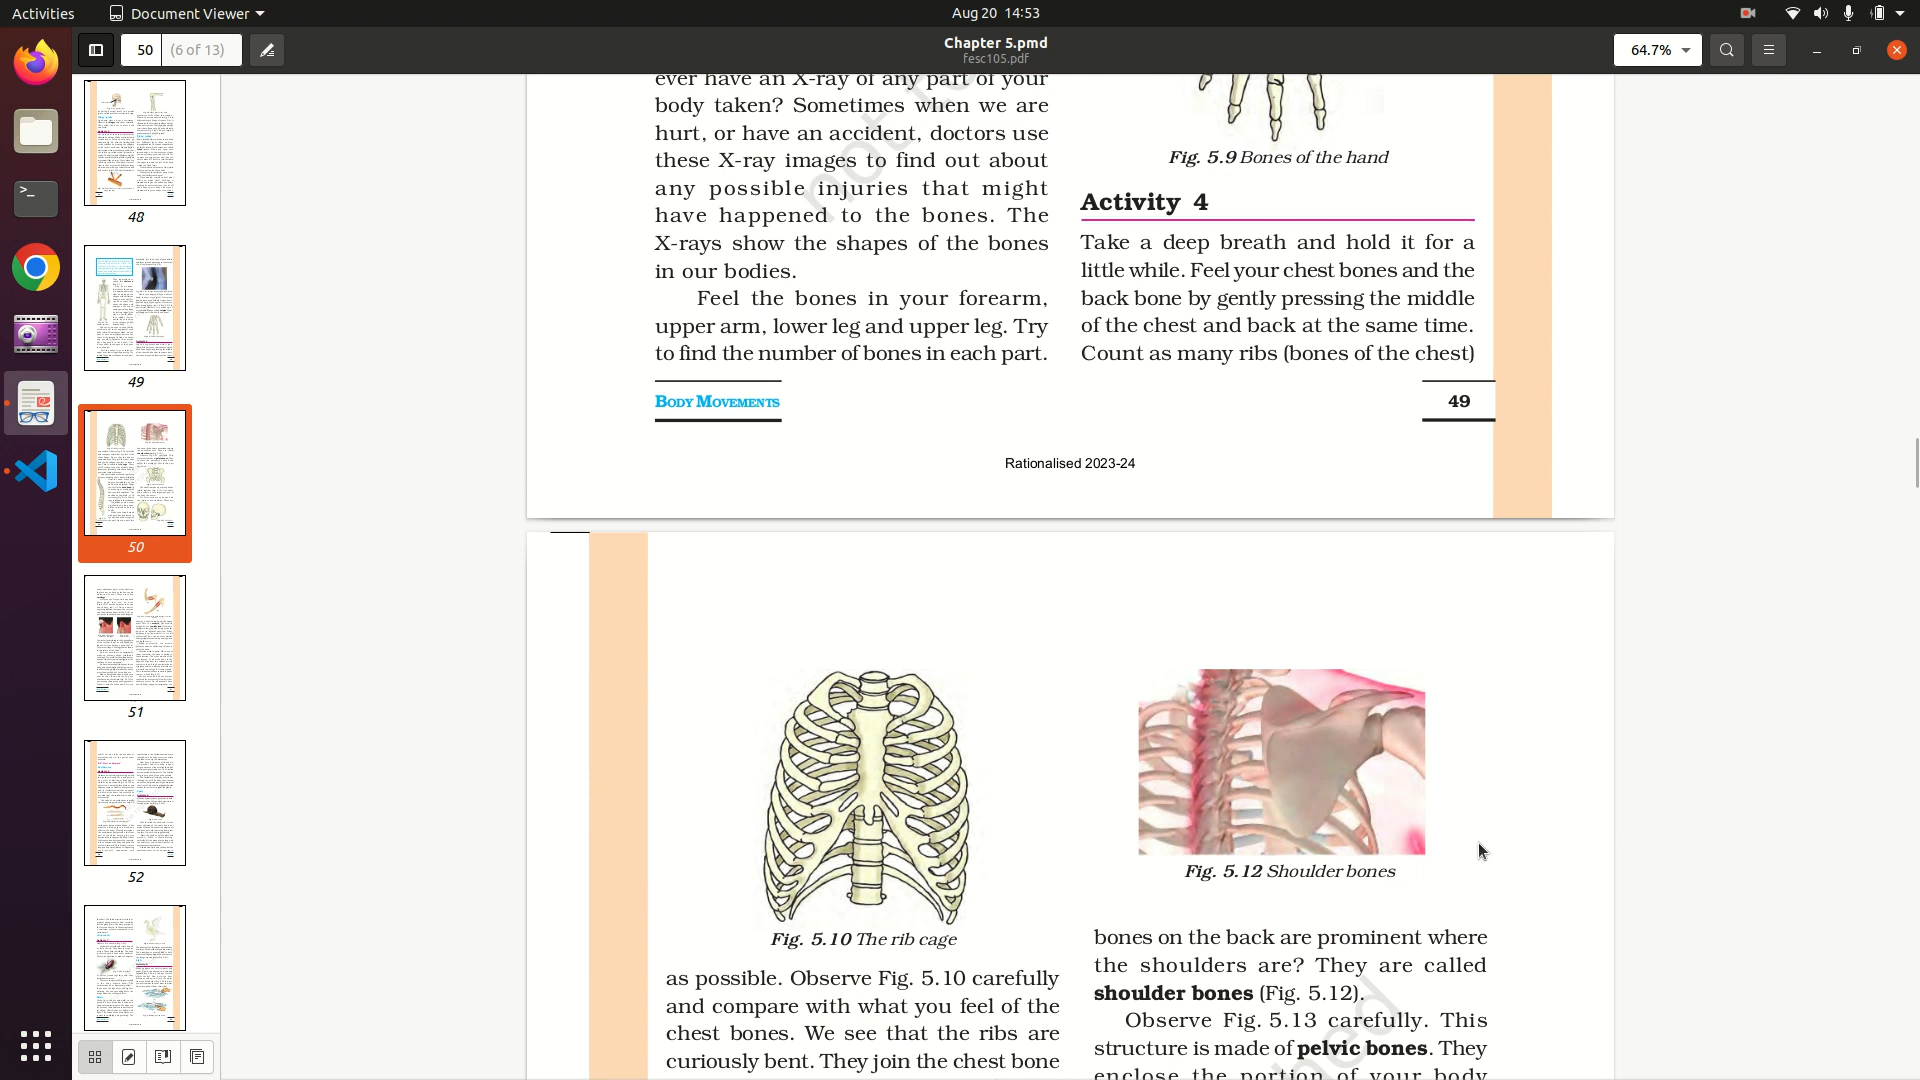 Activities
Document Viewer
Aug 20 14:53
50 (6 of 13)
Chapter 5.pmd
fesc105.pdf
64.7%
48
49
50
51
52
ever have an X-ray of any part of your
body taken? Sometimes when we are
hurt, or have an accident, doctors use
these X-ray images to find out about
any possible injuries that might
have happened to the bones. The
X-rays show the shapes of the bones
in our bodies.
Feel the bones in your forearm,
upper arm, lower leg and upper leg. Try
to find the number of bones in each part.
Fig. 5.9 Bones of the hand
Activity 4
Take a deep breath and hold it for a
little while. Feel your chest bones and the
back bone by gently pressing the middle
of the chest and back at the same time.
Count as many ribs (bones of the chest)
BODY MOVEMENTS
49
Rationalised 2023-24
Fig. 5.10 The rib cage
as possible. Observe Fig. 5.10 carefully
and compare with what you feel of the
chest bones. We see that the ribs are
curiously bent. They join the chest bone
Fig. 5.12 Shoulder bones
bones on the back are prominent where
the shoulders are? They are called
shoulder bones (Fig. 5.12).
Observe Fig. 5.13 carefully. This
structure is made of pelvic bones. They
enclose the portion of your body